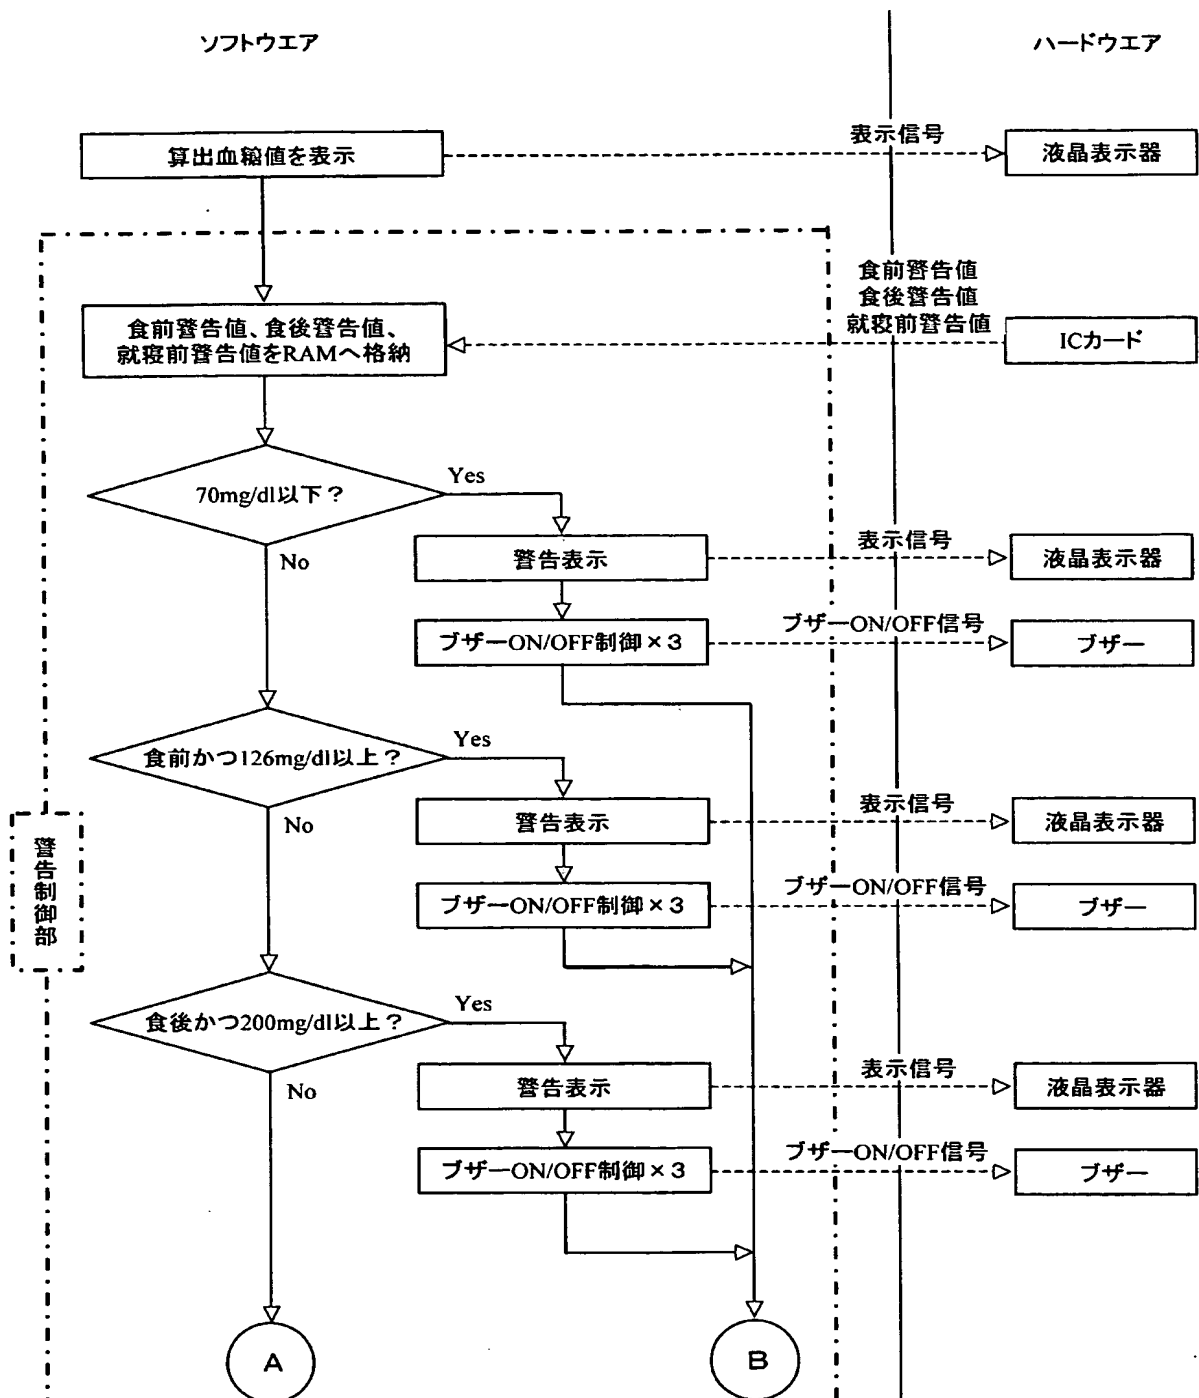 ソフトウエア
ハードウエア
算出血糖値を表示
表示信号
液晶表示器
食前警告値
食後警告値
就寝前警告値
ICカード
食前警告値、食後警告値、
就寝前警告値をRAMへ格納
70mg/dl以下?
Yes
No
警告表示
表示信号
液晶表示器
ブザーON/OFF制御×3
ブザーON/OFF信号
ブザー
食前かつ126mg/dl以上?
Yes
No
警告表示
表示信号
液晶表示器
ブザーON/OFF制御×3
ブザーON/OFF信号
ブザー
警告制御部
食後かつ200mg/dl以上?
Yes
No
警告表示
表示信号
液晶表示器
ブザーON/OFF制御×3
ブザーON/OFF信号
ブザー
A
B